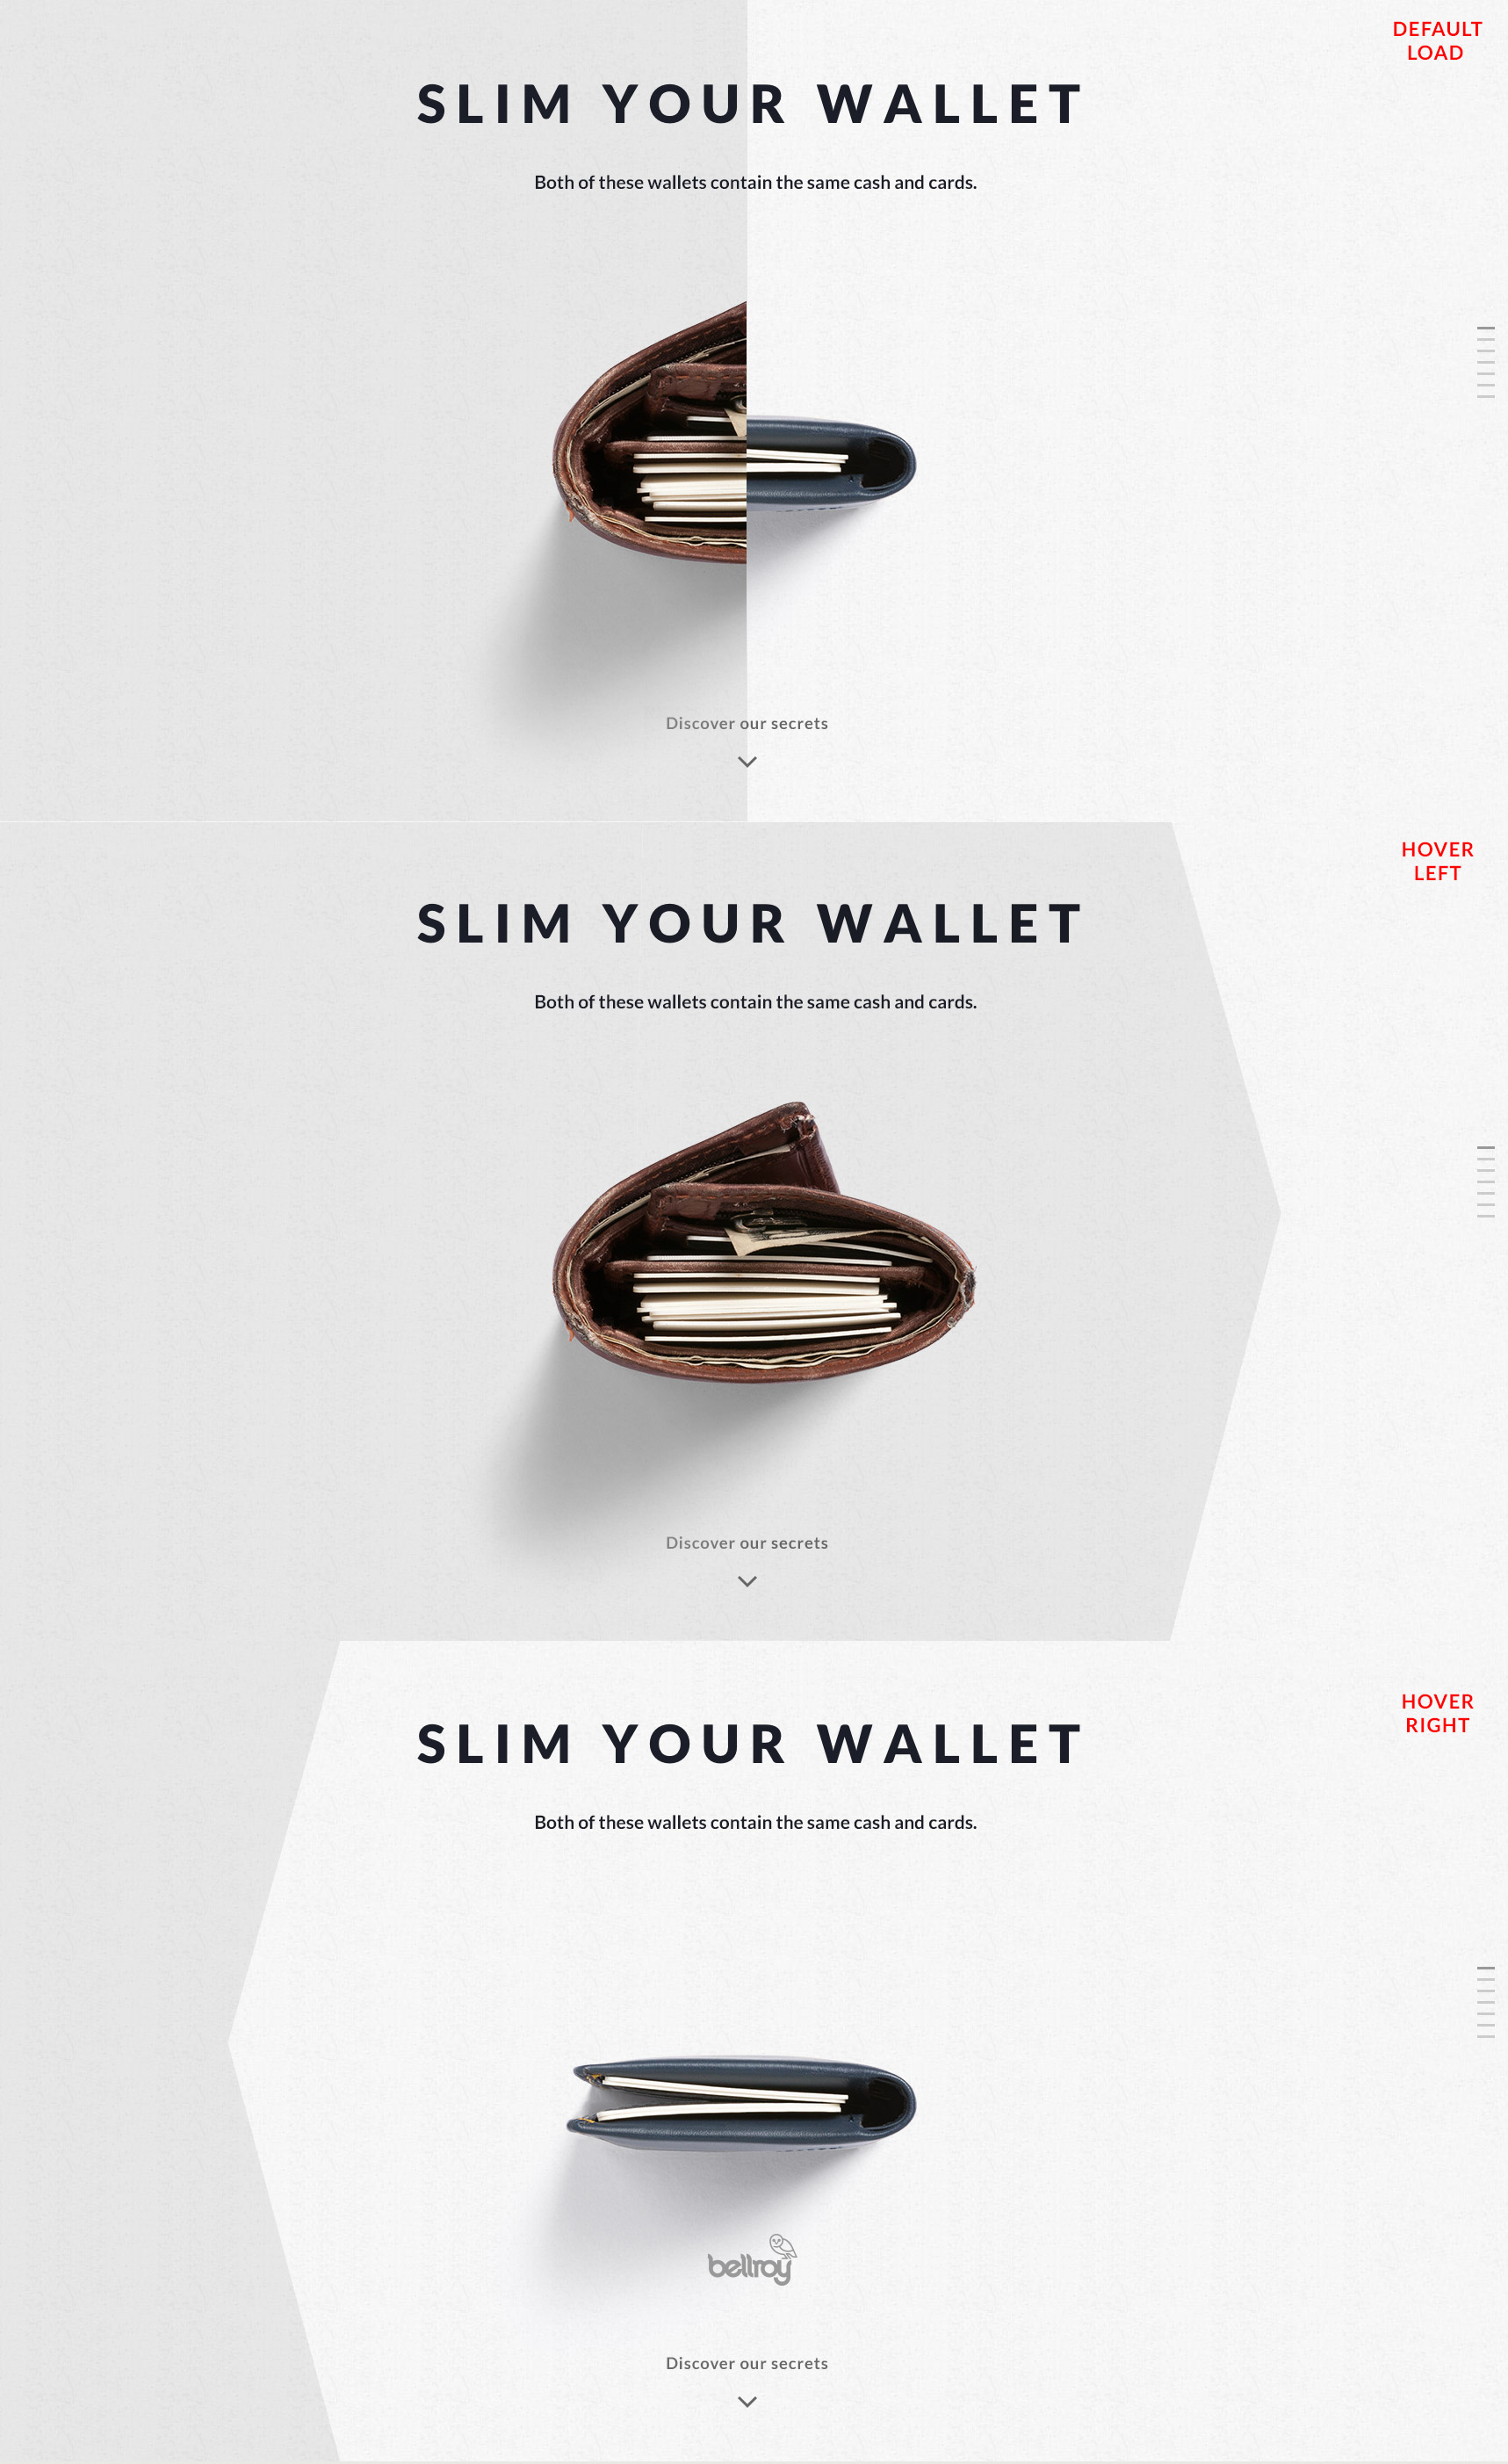 DEFAULT
LOAD
SLIM YOUR WALLET
Both of these wallets contain the same cash and cards.
Discover our secrets
HOVER
LEFT
SLIM YOUR WALLET
Both of these wallets contain the same cash and cards.
Discover our secrets
HOVER
RIGHT
SLIM YOUR WALLET
Both of these wallets contain the same cash and cards.
bellroy
Discover our secrets